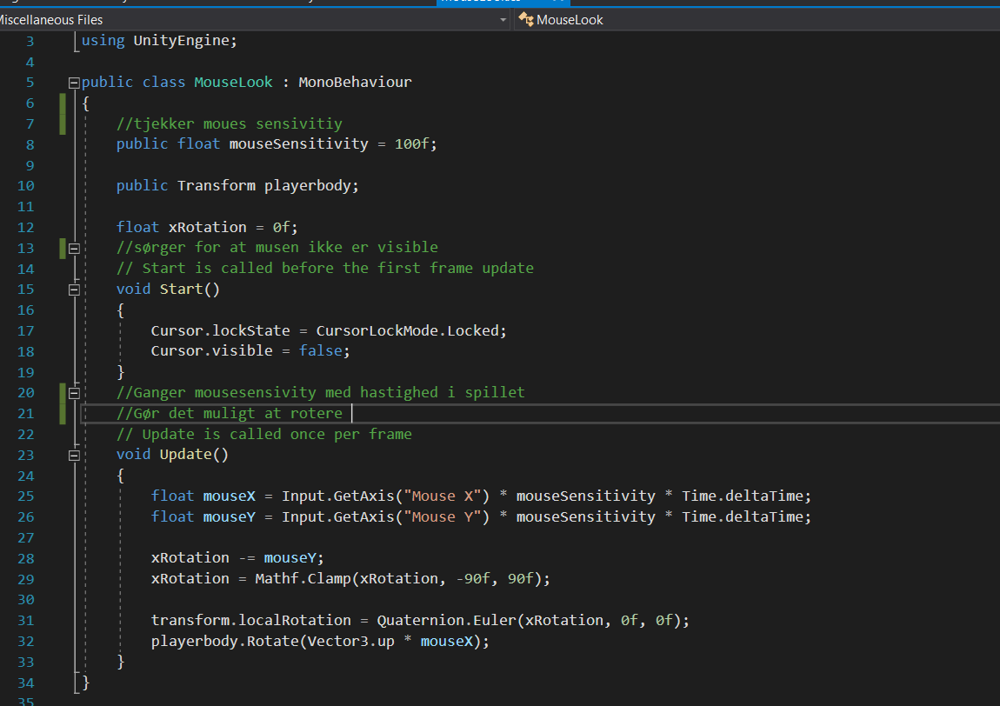 Miscellaneous Files
MouseLook
3 using UnityEngine;
4
5 public class MouseLook : MonoBehaviour
6 {
7 //tjekker moues sensivitiy
8 public float mouseSensitivity = 100f;
9
10 public Transform playerbody;
11
12 float xRotation = 0f;
13 //sørger for at musen ikke er visible
14 // Start is called before the first frame update
15 void Start()
16 {
17 Cursor.lockState = CursorLockMode.Locked;
18 Cursor.visible = false;
19 }
20 //Ganger mousesensivity med hastighed i spillet
21 //Gør det muligt at rotere
22 // Update is called once per frame
23 void Update()
24 {
25 float mouseX = Input.GetAxis("Mouse X") * mouseSensitivity * Time.deltaTime;
26 float mouseY = Input.GetAxis("Mouse Y") * mouseSensitivity * Time.deltaTime;
27
28 xRotation -= mouseY;
29 xRotation = Mathf.Clamp(xRotation, -90f, 90f);
30
31 transform.localRotation = Quaternion.Euler(xRotation, 0f, 0f);
32 playerbody.Rotate(Vector3.up * mouseX);
33 }
34 }
35